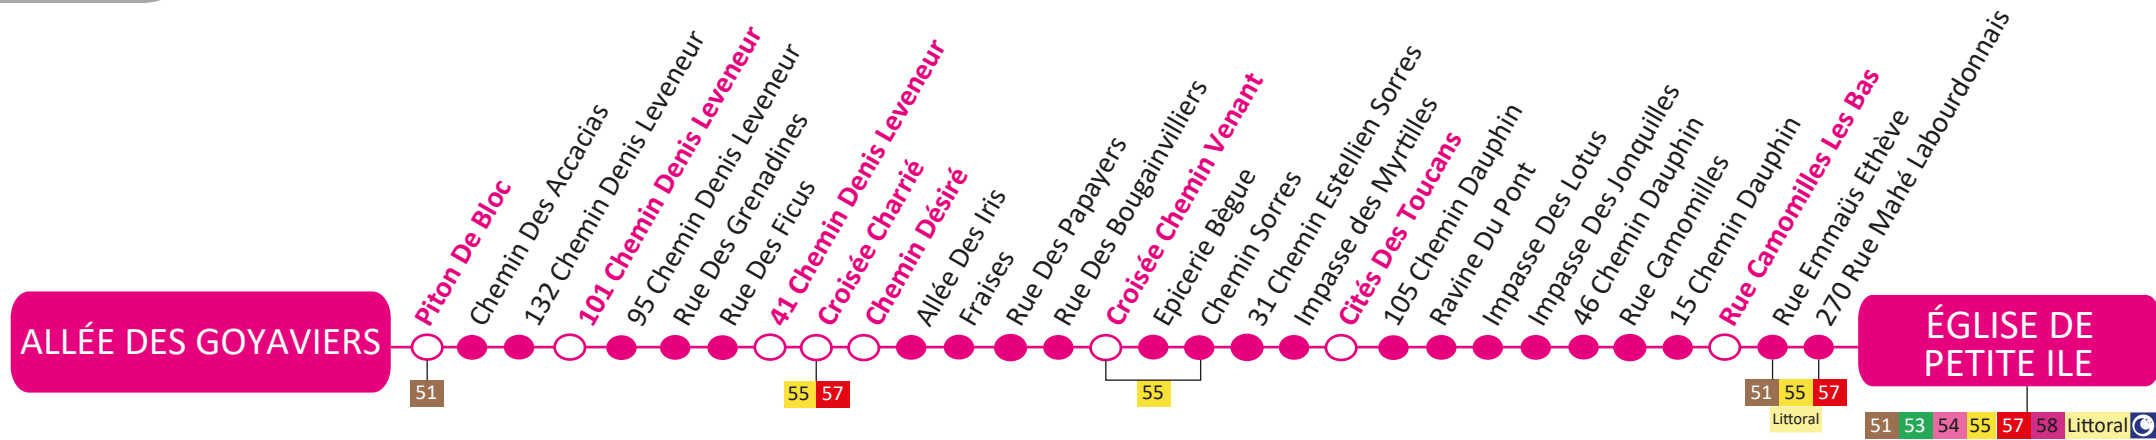 ALLÉE DES GOYAVIERS
Piton De Bloc
Chemin Des Accacias
132 Chemin Denis Leveneur
101 Chemin Denis Leveneur
95 Chemin Denis Leveneur
Rue Des Grenadines
Rue Des Ficus
41 Chemin Denis Leveneur
Croisée Charrié
Chemin Désiré
Allée Des Iris
Fraises
Rue Des Papayers
Rue Des Bougainvilliers
Croisée Chemin Venant
Epicerie Bègue
Chemin Sorres
31 Chemin Estellien Sorres
Impasse des Myrtilles
Cités Des Toucans
105 Chemin Dauphin
Ravine Du Pont
Impasse Des Lotus
Impasse Des Jonquilles
46 Chemin Dauphin
Rue Camomilles
15 Chemin Dauphin
Rue Camomilles Les Bas
Rue Emmaüs Ethève
270 Rue Mahé Labourdonnais
ÉGLISE DE
PETITE ILE
51
55 57
55
51 55 57
Littoral
51 53 54 55 57 58 Littoral